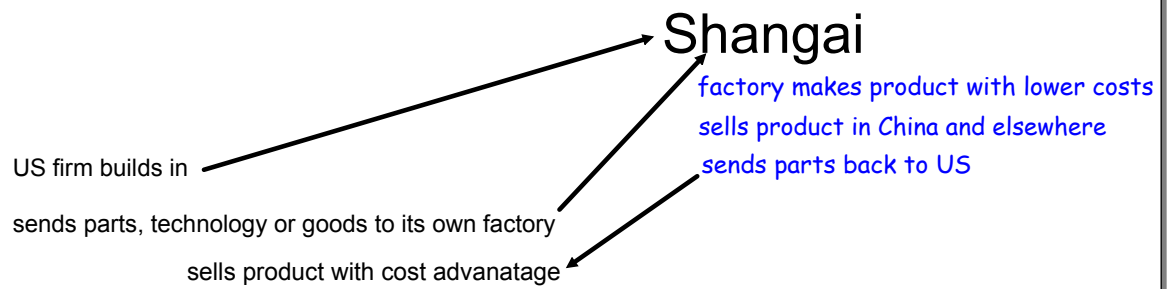 Shangai
factory makes product with lower costs
sells product in China and elsewhere
sends parts back to US
US firm builds in
sends parts, technology or goods to its own factory
sells product with cost advanatage